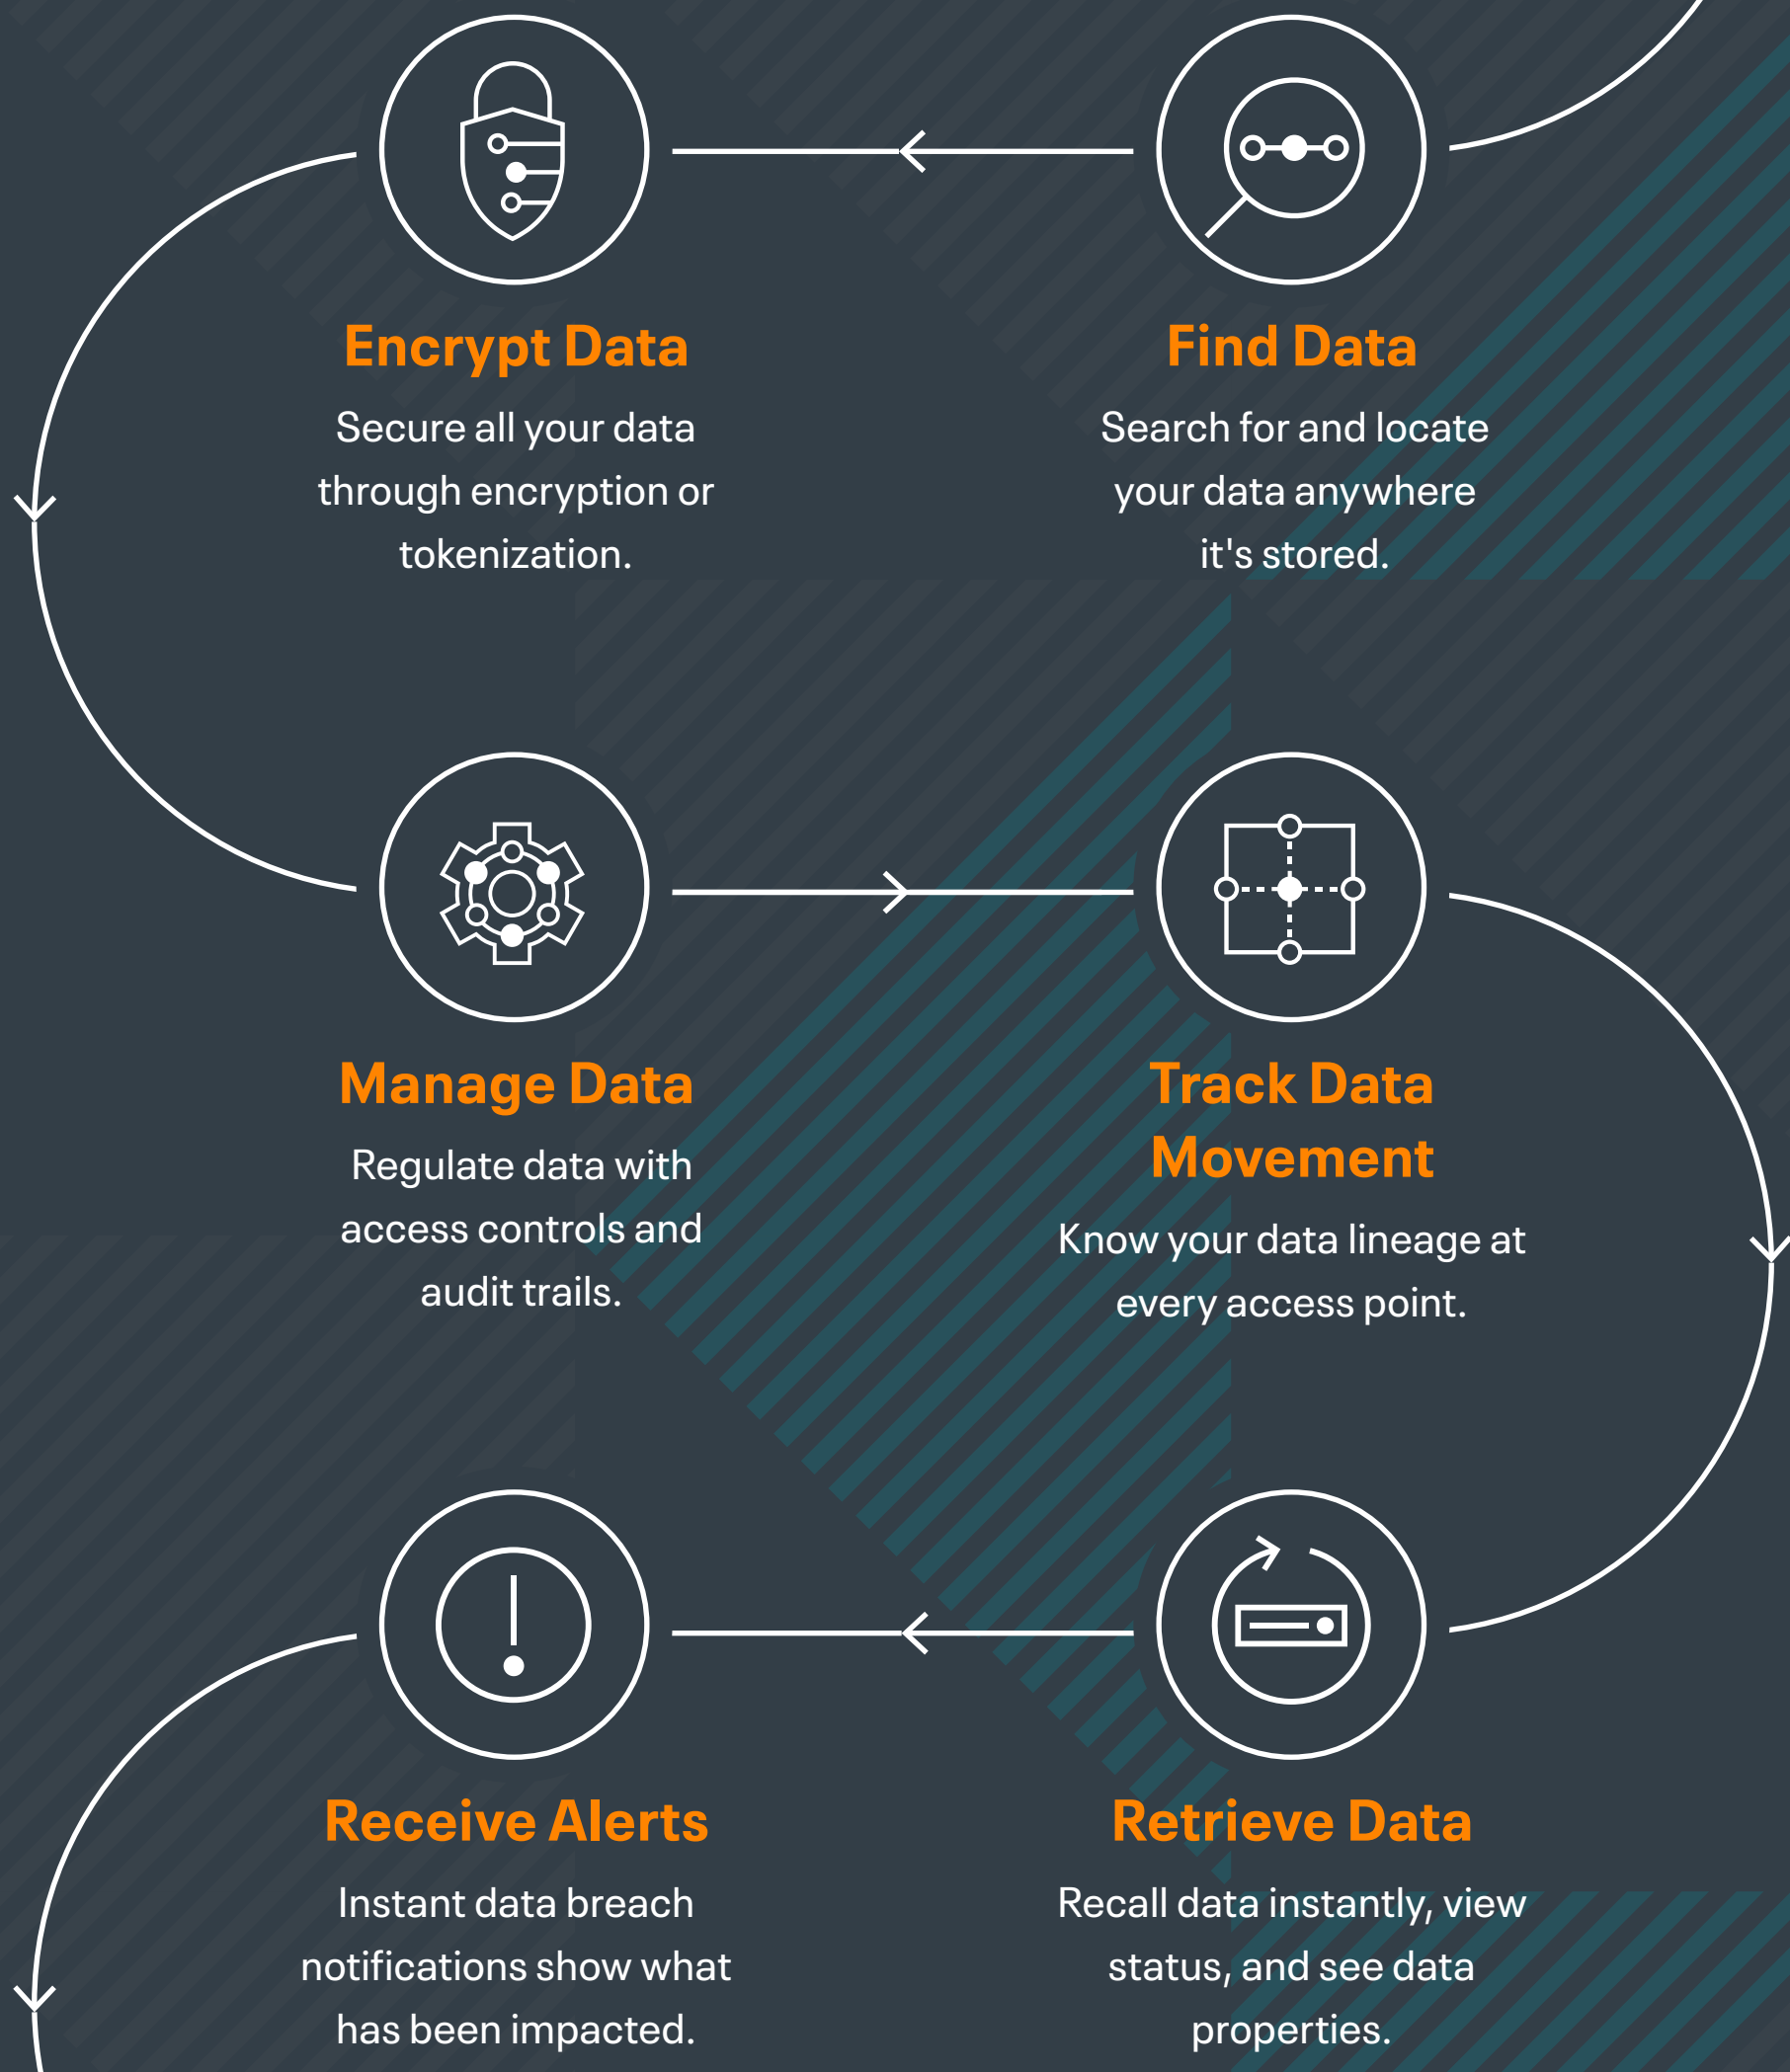 Encrypt Data
Secure all your data
through encryption or
tokenization.
Find Data
Search for and locate
your data anywhere
it's stored.
Manage Data
Regulate data with
access controls and
audit trails.
Track Data
Movement
Know your data lineage at
every access point.
Receive Alerts
Instant data breach
notifications show what
has been impacted.
Retrieve Data
Recall data instantly, view
status, and see data
properties.